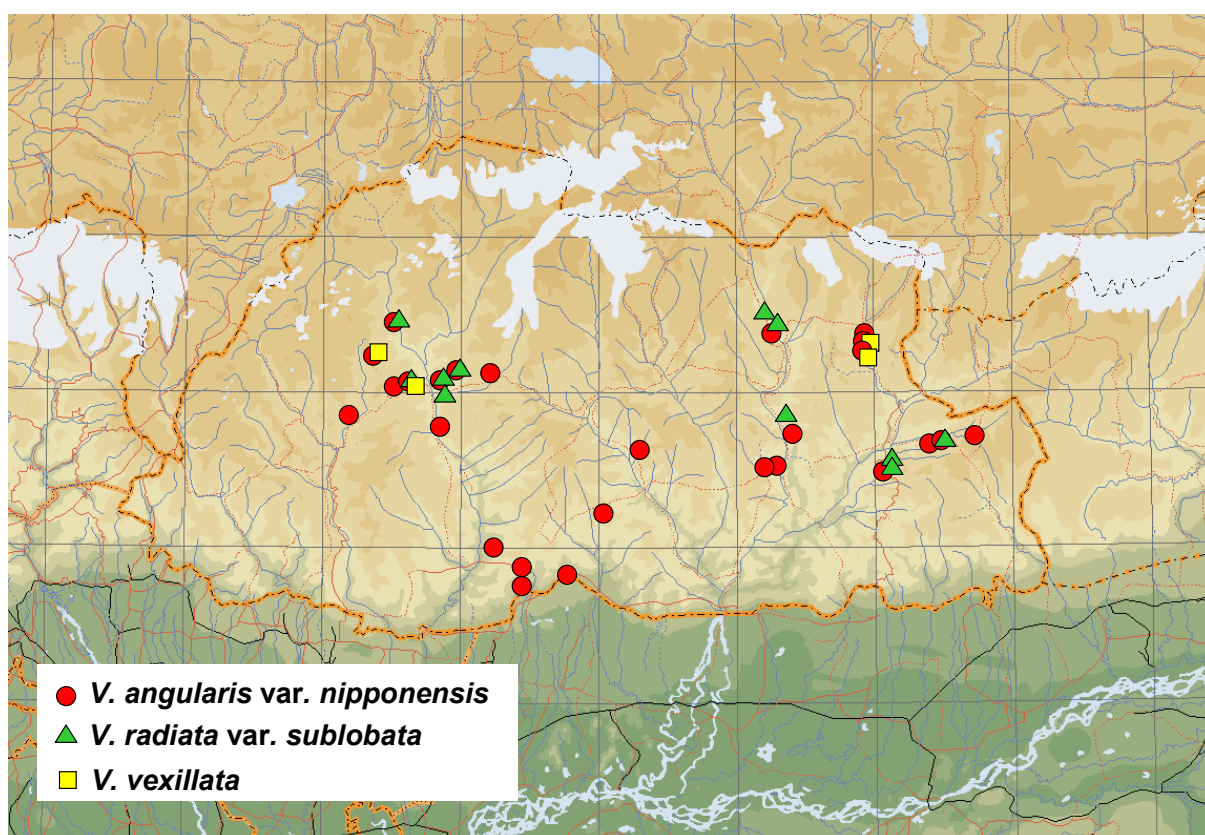 V. angularis var. nipponensis
V. radiata var. sublobata
V. vexillata